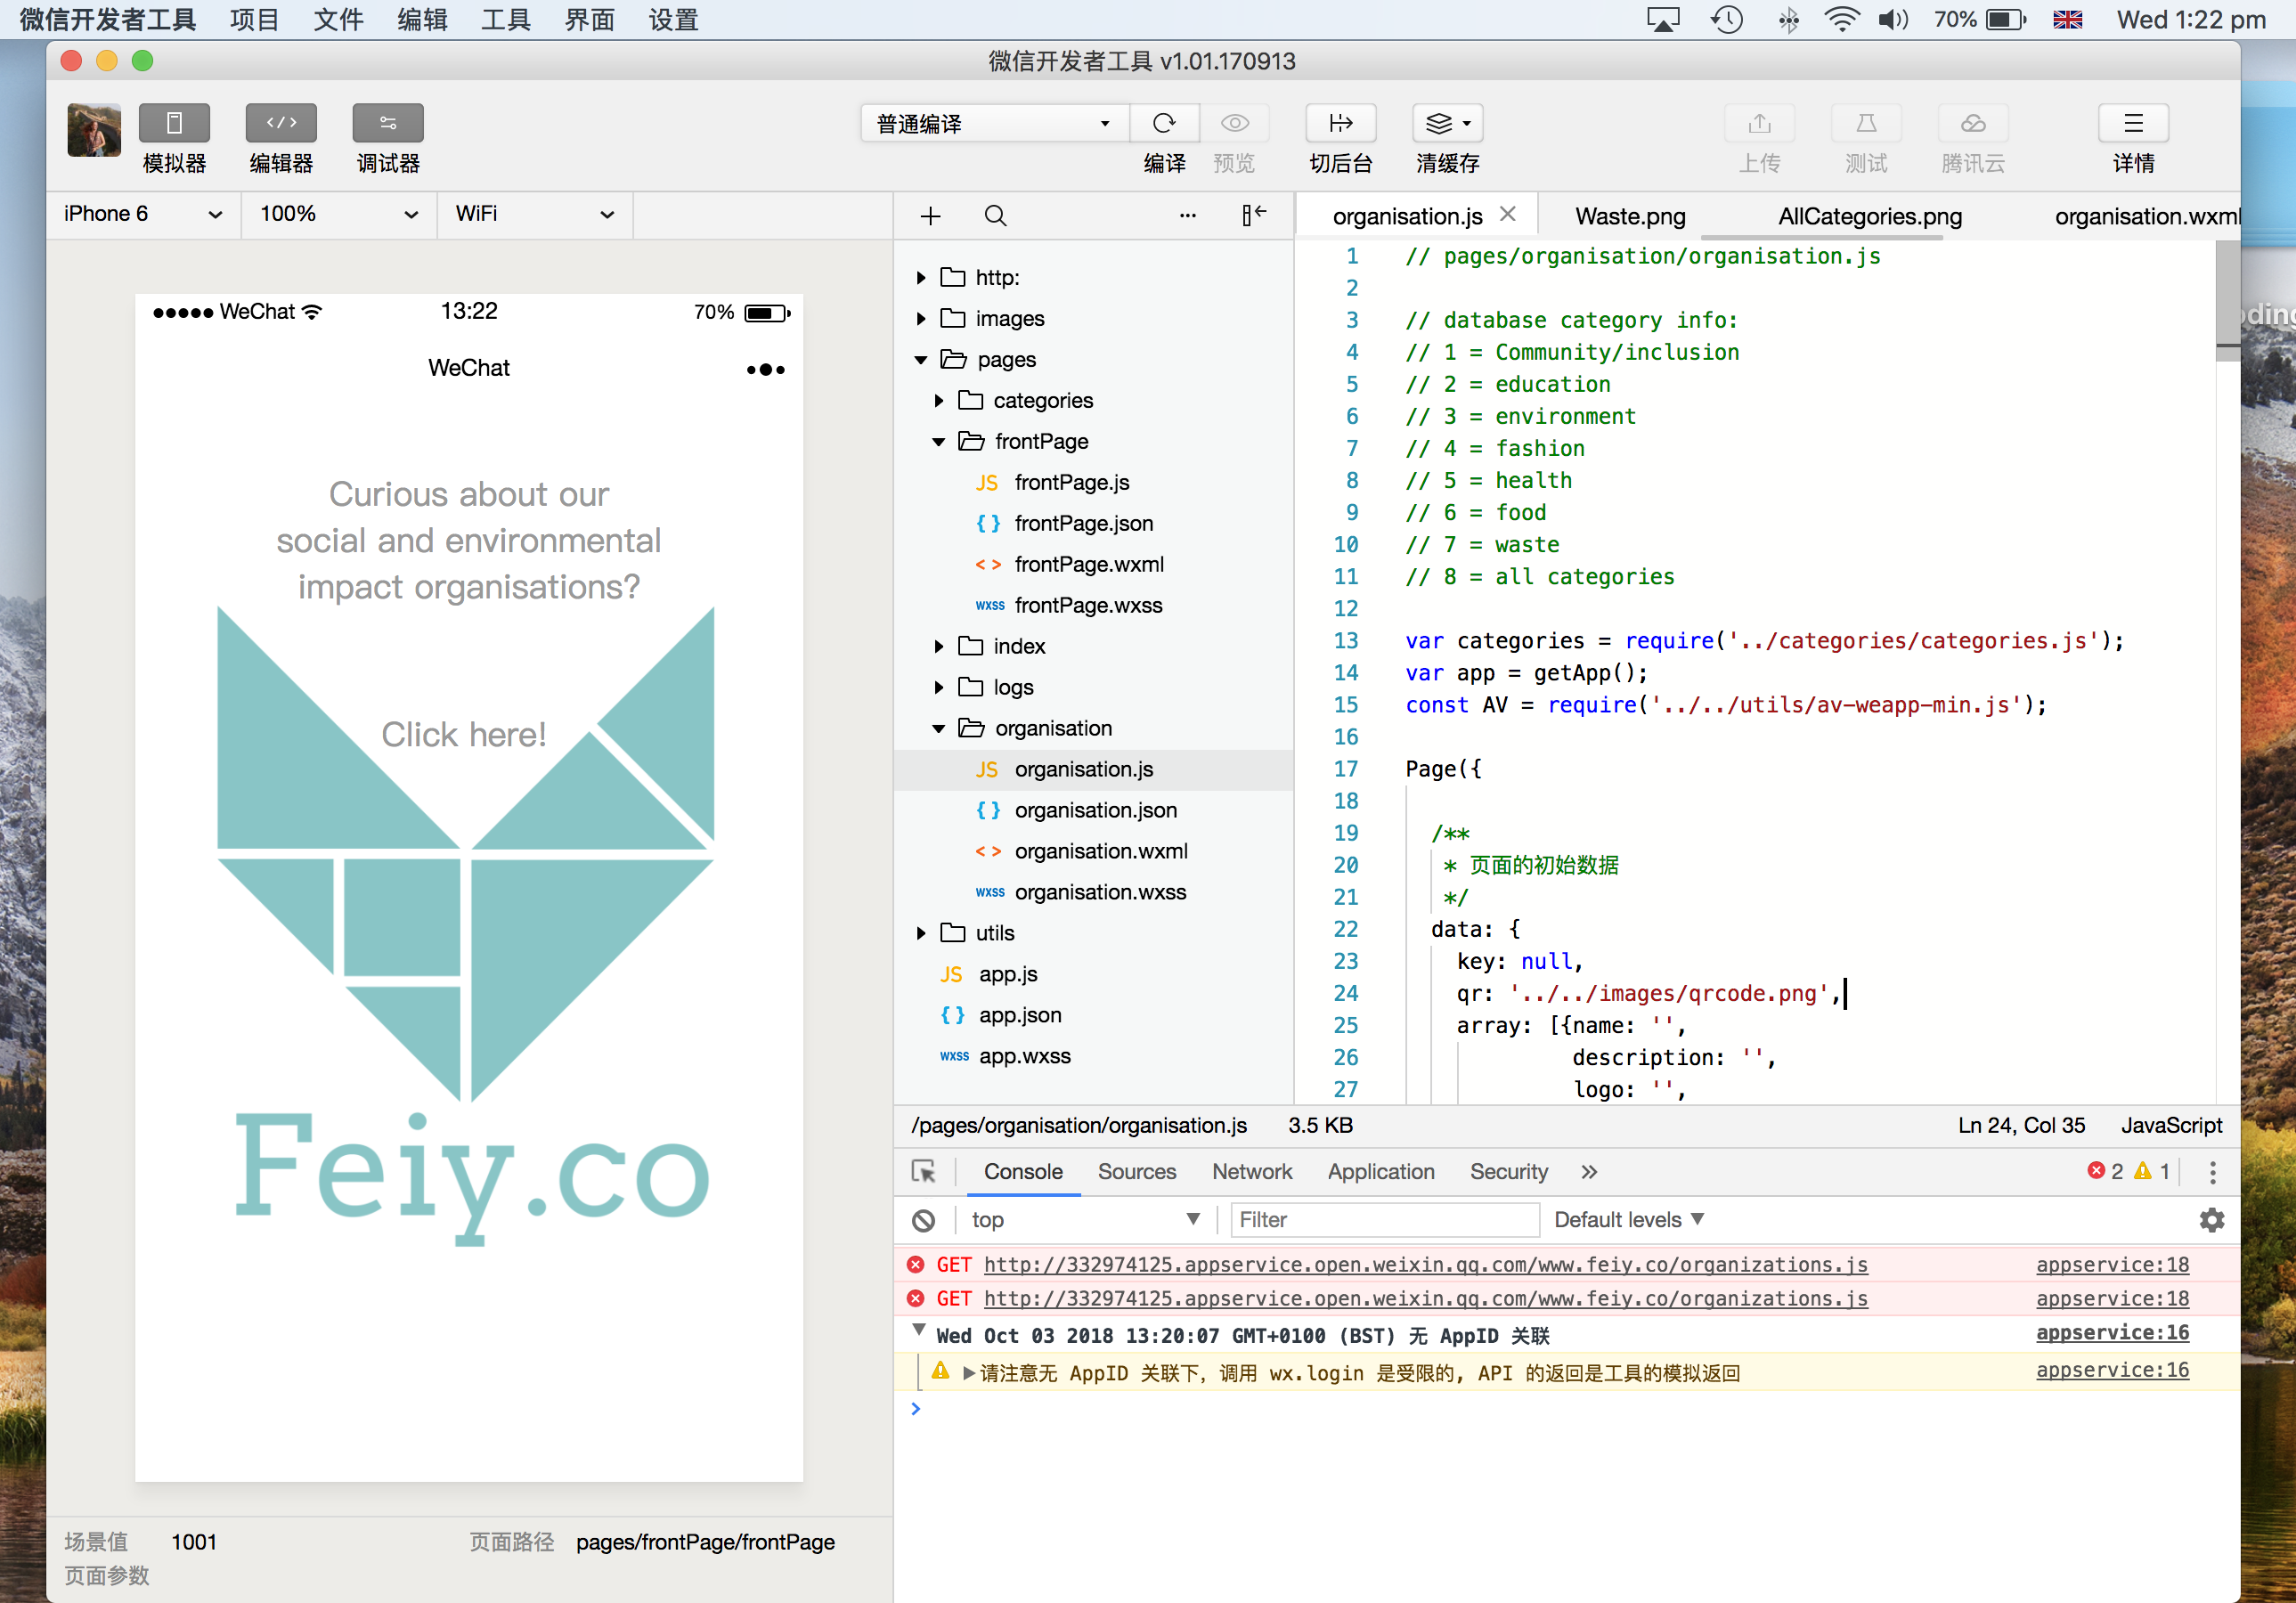 微信开发者工具 项目 文件 编辑 工具 界面 设置 70% Wed 1:22 pm
微信开发者工具 v1.01.170913
模拟器 编辑器 调试器 普通编译 编译 预览 切后台 清缓存 上传 测试 腾讯云 详情
iPhone 6 100% WiFi
WeChat 13:22 70%
WeChat
Curious about our
social and environmental
impact organisations?
Click here!
Feiy.co
场景值 1001 页面路径 pages/frontPage/frontPage
页面参数
http:
images
pages
categories
frontPage
JS frontPage.js
{ } frontPage.json
< > frontPage.wxml
wxss frontPage.wxss
index
logs
organisation
JS organisation.js
{ } organisation.json
< > organisation.wxml
wxss organisation.wxss
utils
JS app.js
{ } app.json
wxss app.wxss
organisation.js Waste.png AllCategories.png organisation.wxml
1 // pages/organisation/organisation.js
2
3 // database category info:
4 // 1 = Community/inclusion
5 // 2 = education
6 // 3 = environment
7 // 4 = fashion
8 // 5 = health
9 // 6 = food
10 // 7 = waste
11 // 8 = all categories
12
13 var categories = require('../categories/categories.js');
14 var app = getApp();
15 const AV = require('../../utils/av-weapp-min.js');
16
17 Page({
18
19 /**
20 * 页面的初始数据
21 */
22 data: {
23 key: null,
24 qr: '../../images/qrcode.png',
25 array: [{name: '',
26 description: '',
27 logo: '',
/pages/organisation/organisation.js 3.5 KB Ln 24, Col 35 JavaScript
Console Sources Network Application Security 2 1
top Filter Default levels
GET http://332974125.appservice.open.weixin.qq.com/www.feiy.co/organizations.js appservice:18
GET http://332974125.appservice.open.weixin.qq.com/www.feiy.co/organizations.js appservice:18
Wed Oct 03 2018 13:20:07 GMT+0100 (BST) 无 AppID 关联 appservice:16
请注意无 AppID 关联下，调用 wx.login 是受限的, API 的返回是工具的模拟返回 appservice:16